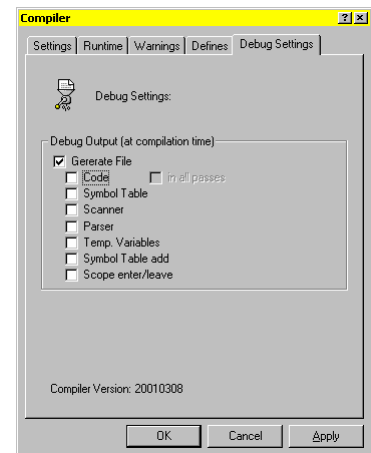 Compiler
Settings Runtime Warnings Defines Debug Settings
Debug Settings:
Debug Output (at compilation time)
Gererate File
Code in all passes
Symbol Table
Scanner
Parser
Temp. Variables
Symbol Table add
Scope enter/leave
Compiler Version: 20010308
OK Cancel Apply